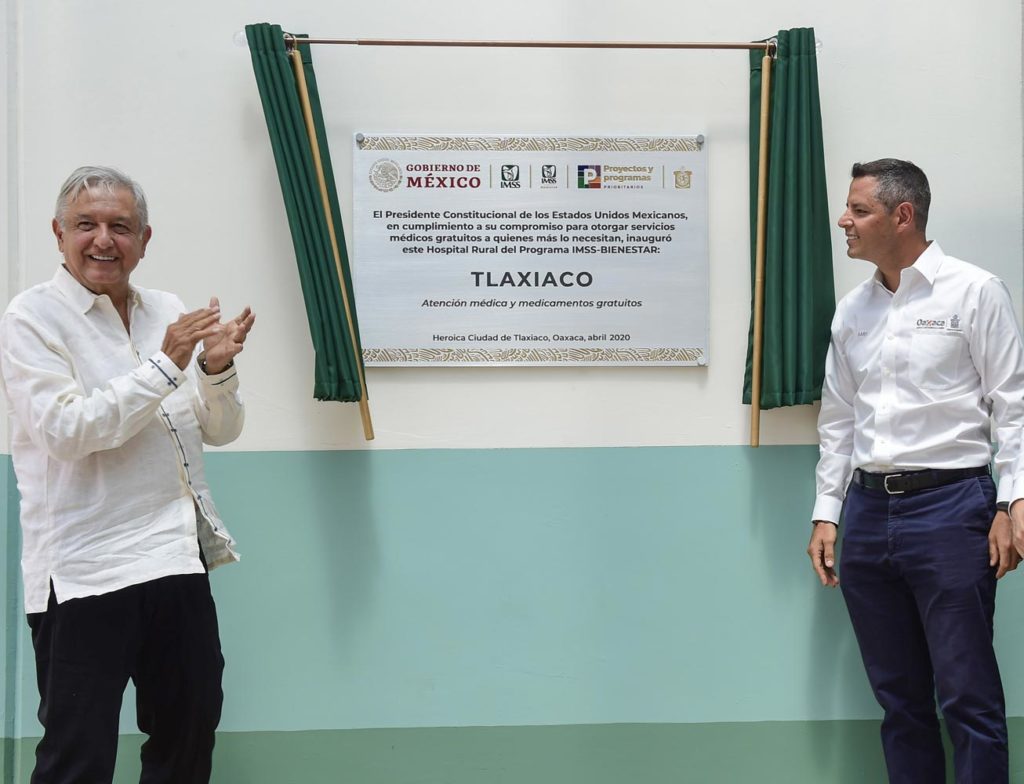 GOBIERNO DE
MÉXICO
IMSS
IMSS
BIENESTAR
Proyectos y
programas
PRIORITARIOS
El Presidente Constitucional de los Estados Unidos Mexicanos,
en cumplimiento a su compromiso para otorgar servicios
médicos gratuitos a quienes más lo necesitan, inauguró
este Hospital Rural del Programa IMSS-BIENESTAR:
TLAXIACO
Atención médica y medicamentos gratuitos
Heroica Ciudad de Tlaxiaco, Oaxaca, abril 2020
Oaxaca